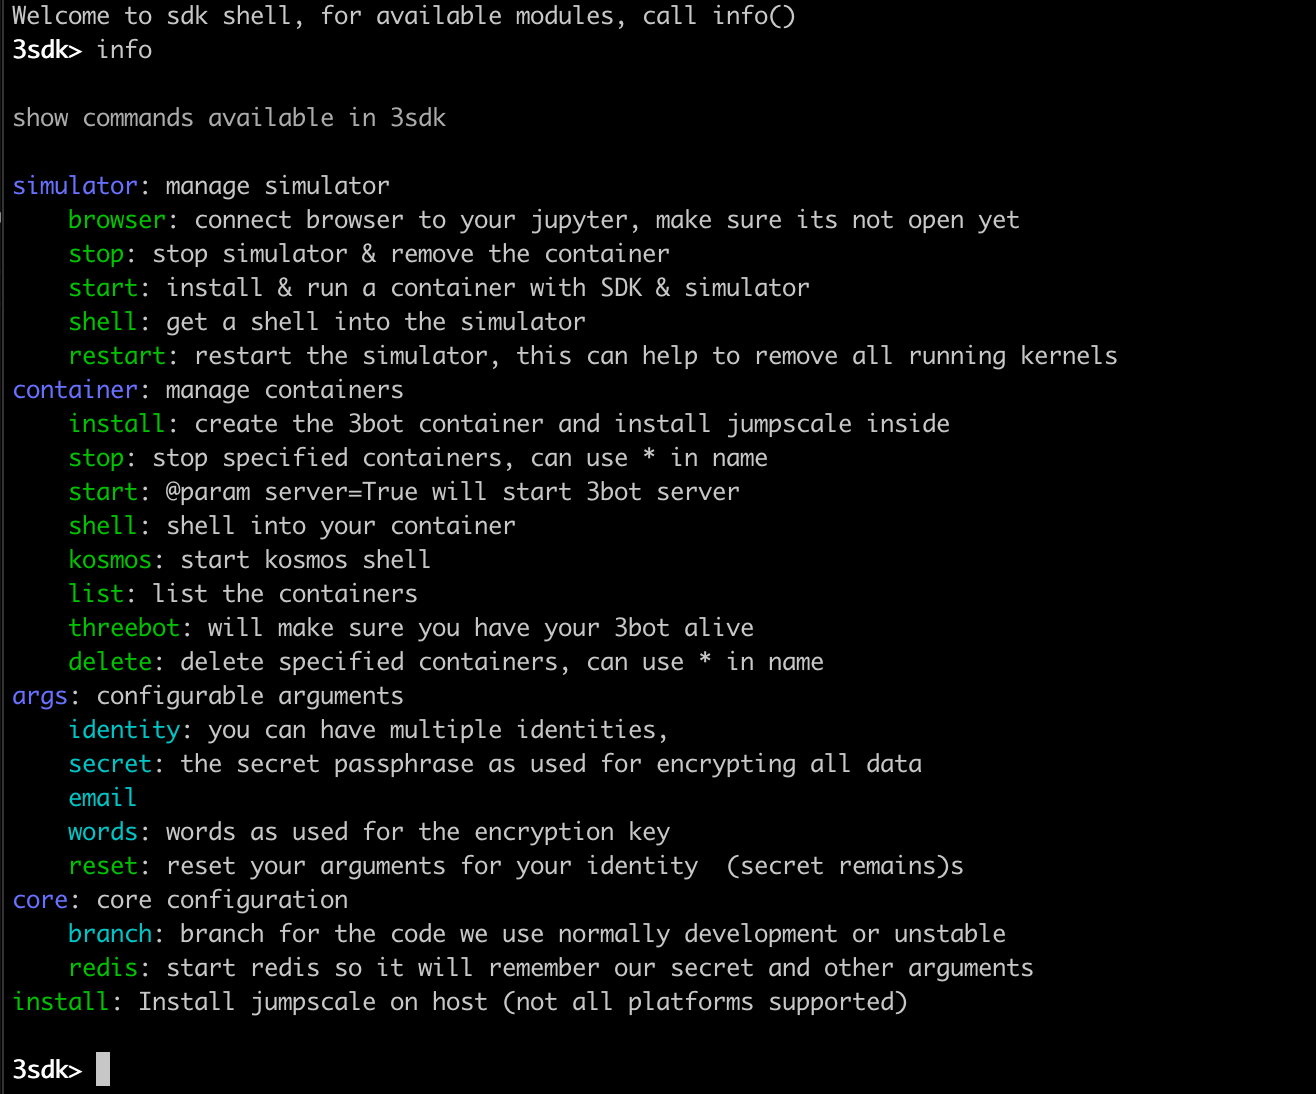 Welcome to sdk shell, for available modules, call info()
3sdk> info
show commands available in 3sdk
simulator: manage simulator
browser: connect browser to your jupyter, make sure its not open yet
stop: stop simulator & remove the container
start: install & run a container with SDK & simulator
shell: get a shell into the simulator
restart: restart the simulator, this can help to remove all running kernels
container: manage containers
install: create the 3bot container and install jumpscale inside
stop: stop specified containers, can use * in name
start: @param server=True will start 3bot server
shell: shell into your container
kosmos: start kosmos shell
list: list the containers
threebot: will make sure you have your 3bot alive
delete: delete specified containers, can use * in name
args: configurable arguments
identity: you can have multiple identities,
secret: the secret passphrase as used for encrypting all data
email
words: words as used for the encryption key
reset: reset your arguments for your identity  (secret remains)s
core: core configuration
branch: branch for the code we use normally development or unstable
redis: start redis so it will remember our secret and other arguments
install: Install jumpscale on host (not all platforms supported)
3sdk>